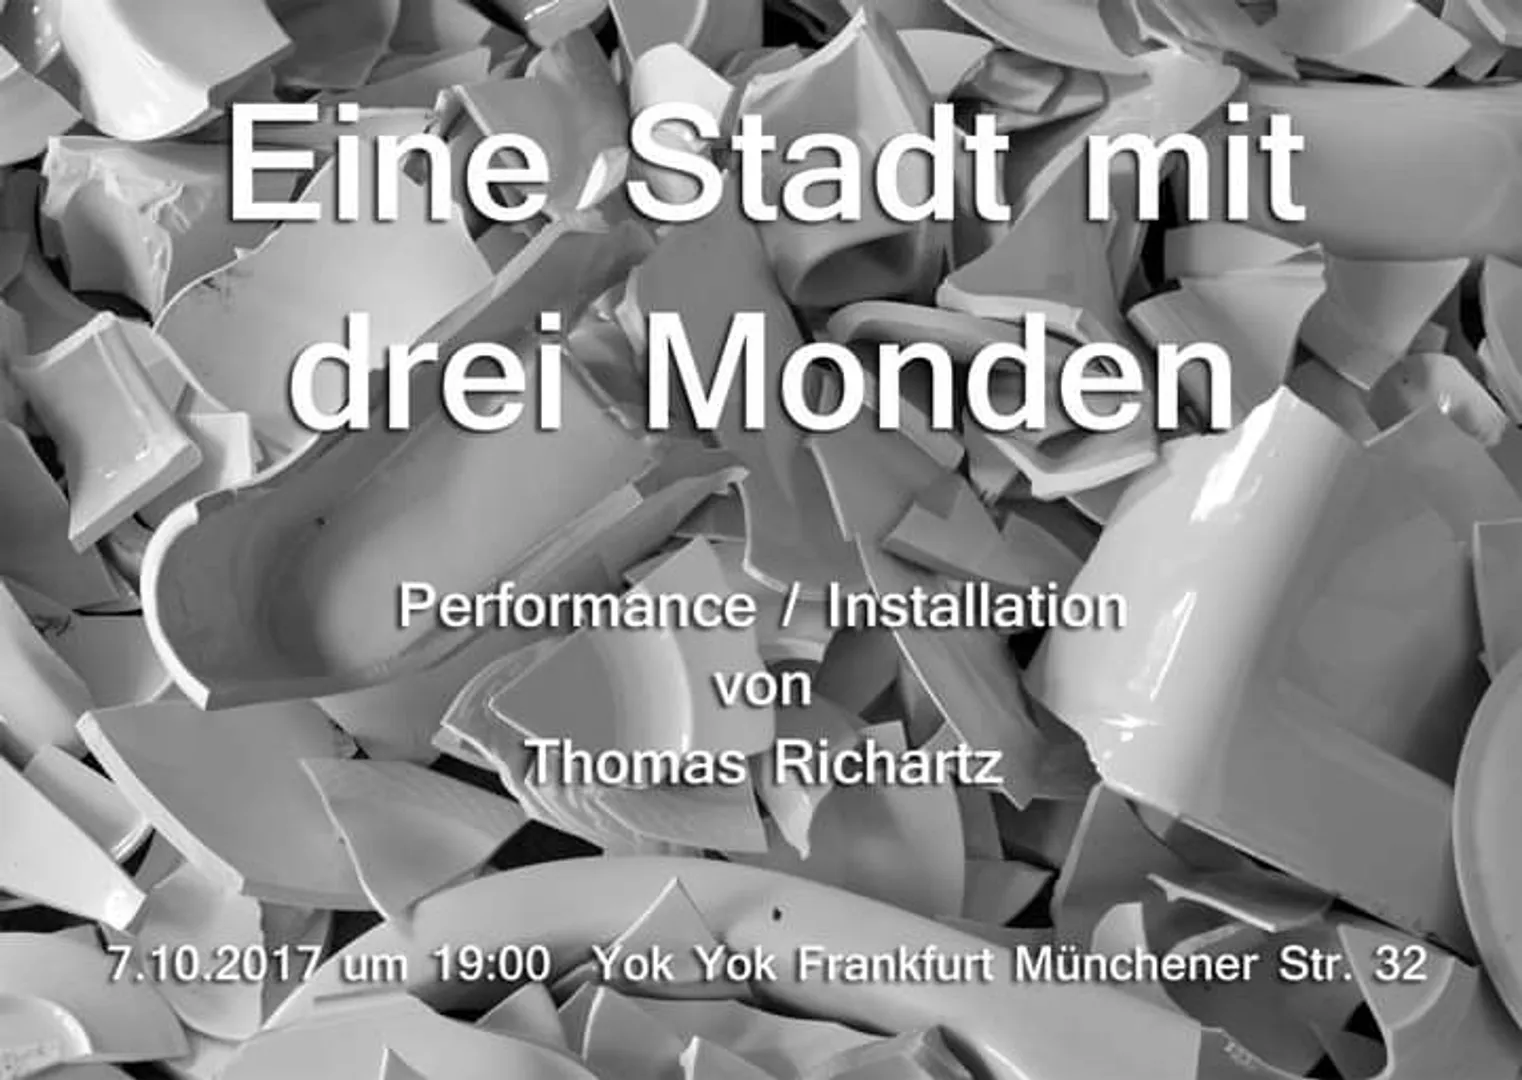 Eine Stadt mit
drei Monden
Performance / Installation
von
Thomas Richartz
7.10.2017 um 19:00 Yok Yok Frankfurt Münchener Str. 32